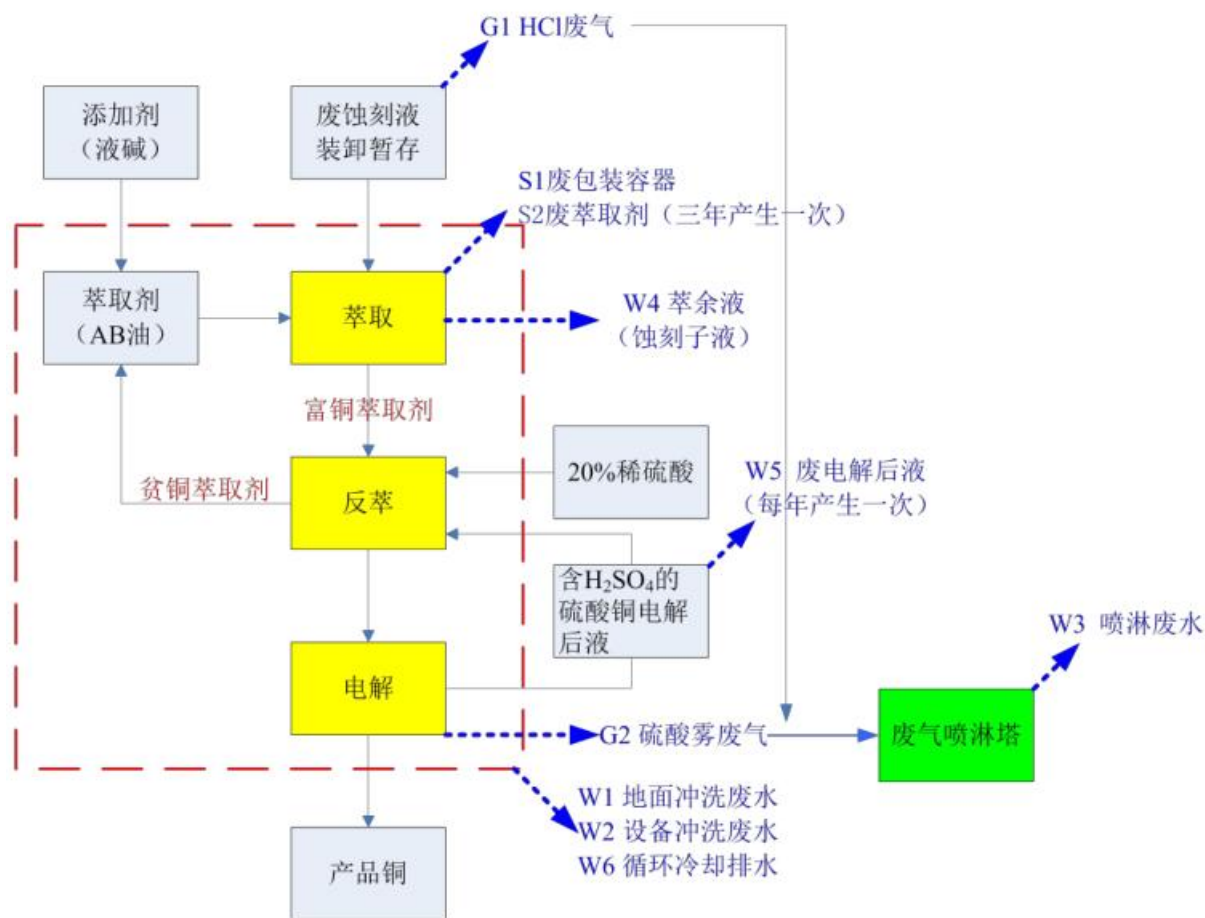 G1 HCl废气
添加剂
（液碱）
废蚀刻液
装卸暂存
S1废包装容器
S2废萃取剂（三年产生一次）
萃取剂
（AB油）
萃取
W4 萃余液
（蚀刻子液）
富铜萃取剂
20%稀硫酸
W5 废电解后液
（每年产生一次）
贫铜萃取剂
反萃
含H₂SO₄的
硫酸铜电解
后液
W3 喷淋废水
电解
G2 硫酸雾废气
废气喷淋塔
W1 地面冲洗废水
W2 设备冲洗废水
W6 循环冷却排水
产品铜